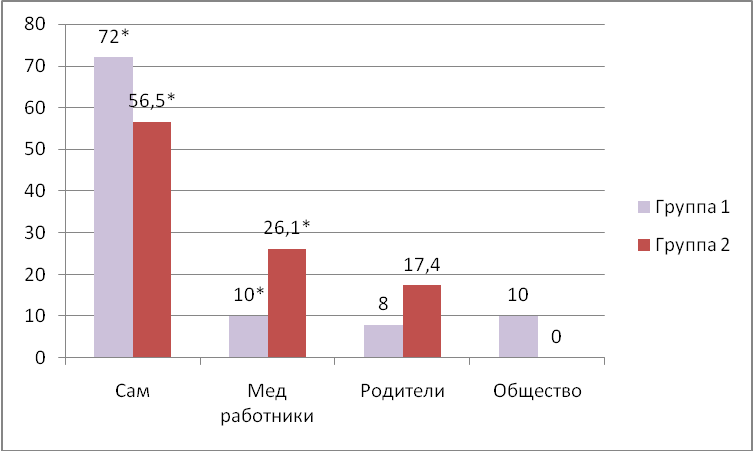 80
70
60
50
40
30
20
10
0
72*
56,5*
10*
26,1*
8
17,4
10
0
Сам
Мед
работники
Родители
Общество
Группа 1
Группа 2